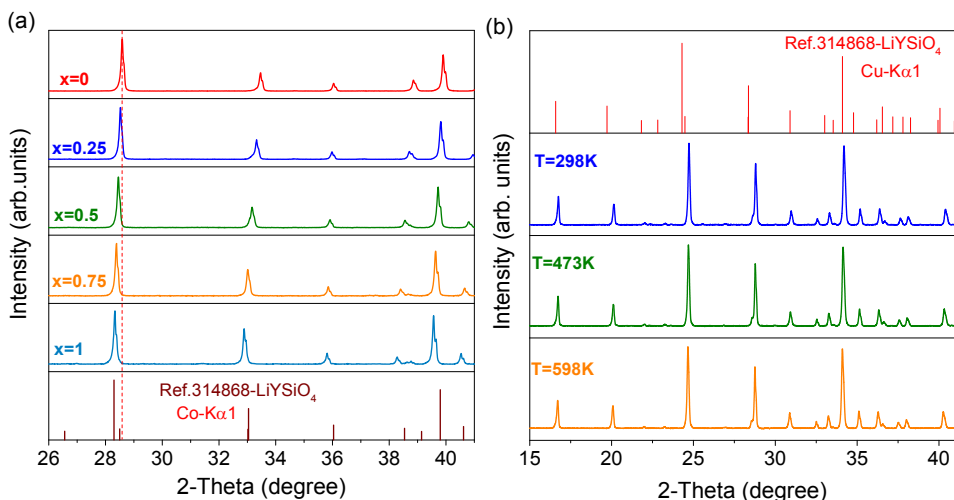 (a)
x=0
x=0.25
x=0.5
x=0.75
x=1
Ref.314868-LiYSiO₄
Co-Kα1
26 28 30 32 34 36 38 40
2-Theta (degree)
Intensity (arb.units)
(b)
Ref.314868-LiYSiO₄
Cu-Kα1
T=298K
T=473K
T=598K
15 20 25 30 35 40
2-Theta (degree)
Intensity (arb. units)